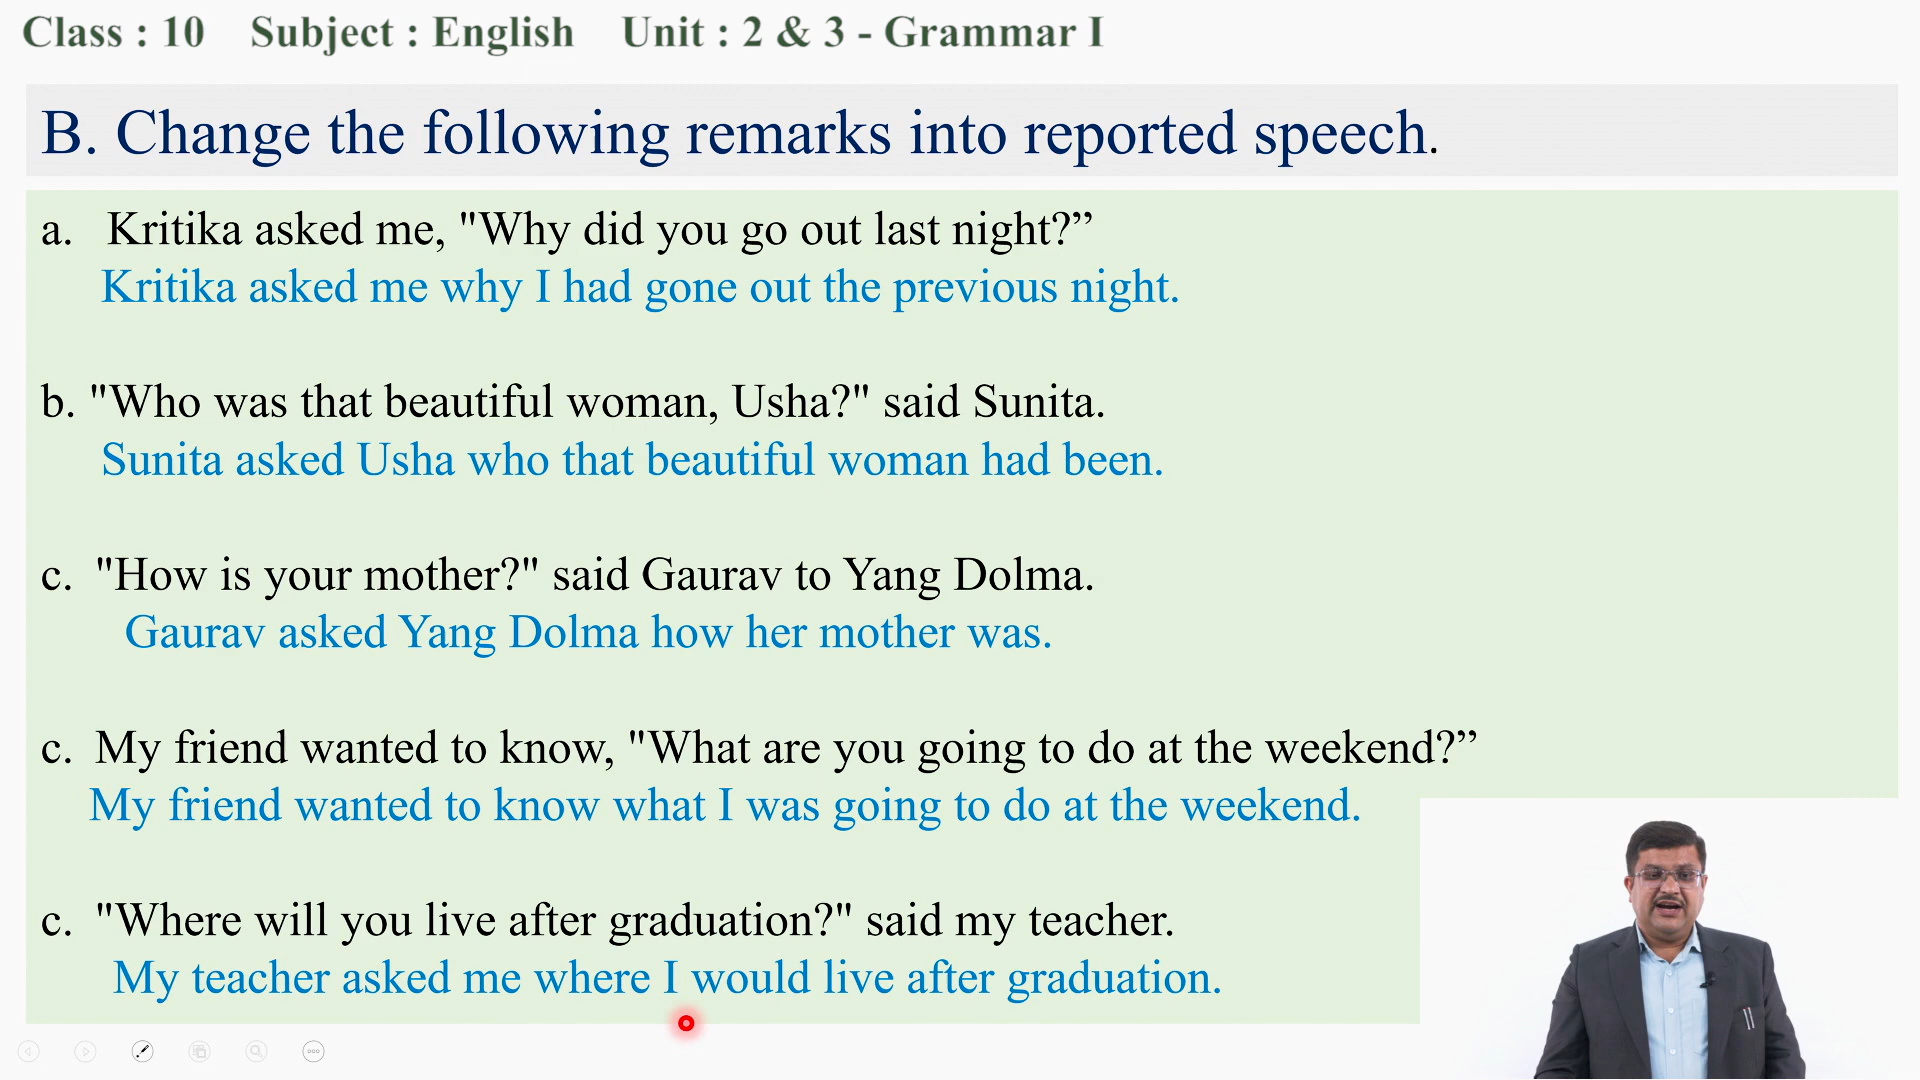 Class : 10 Subject : English Unit : 2 & 3 - Grammar I
B. Change the following remarks into reported speech.
a. Kritika asked me, "Why did you go out last night?”
Kritika asked me why I had gone out the previous night.
b. "Who was that beautiful woman, Usha?" said Sunita.
Sunita asked Usha who that beautiful woman had been.
c. "How is your mother?" said Gaurav to Yang Dolma.
Gaurav asked Yang Dolma how her mother was.
c. My friend wanted to know, "What are you going to do at the weekend?”
My friend wanted to know what I was going to do at the weekend.
c. "Where will you live after graduation?" said my teacher.
My teacher asked me where I would live after graduation.